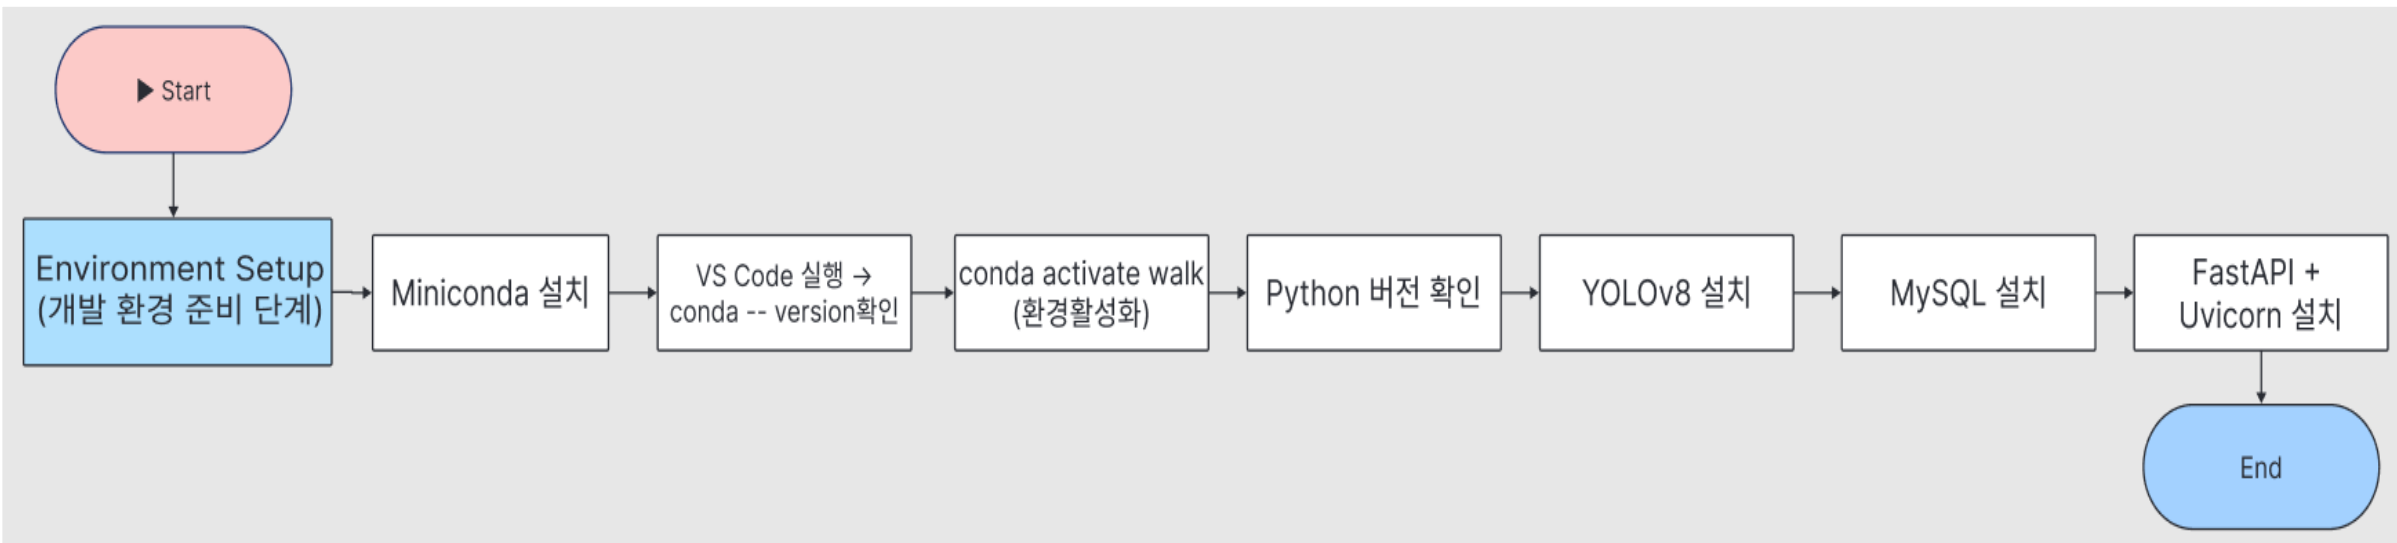 ▶ Start
Environment Setup
(개발 환경 준비 단계)
Miniconda 설치
VS Code 실행 →
conda -- version확인
conda activate walk
(환경활성화)
Python 버전 확인
YOLOv8 설치
MySQL 설치
FastAPI +
Uvicorn 설치
End